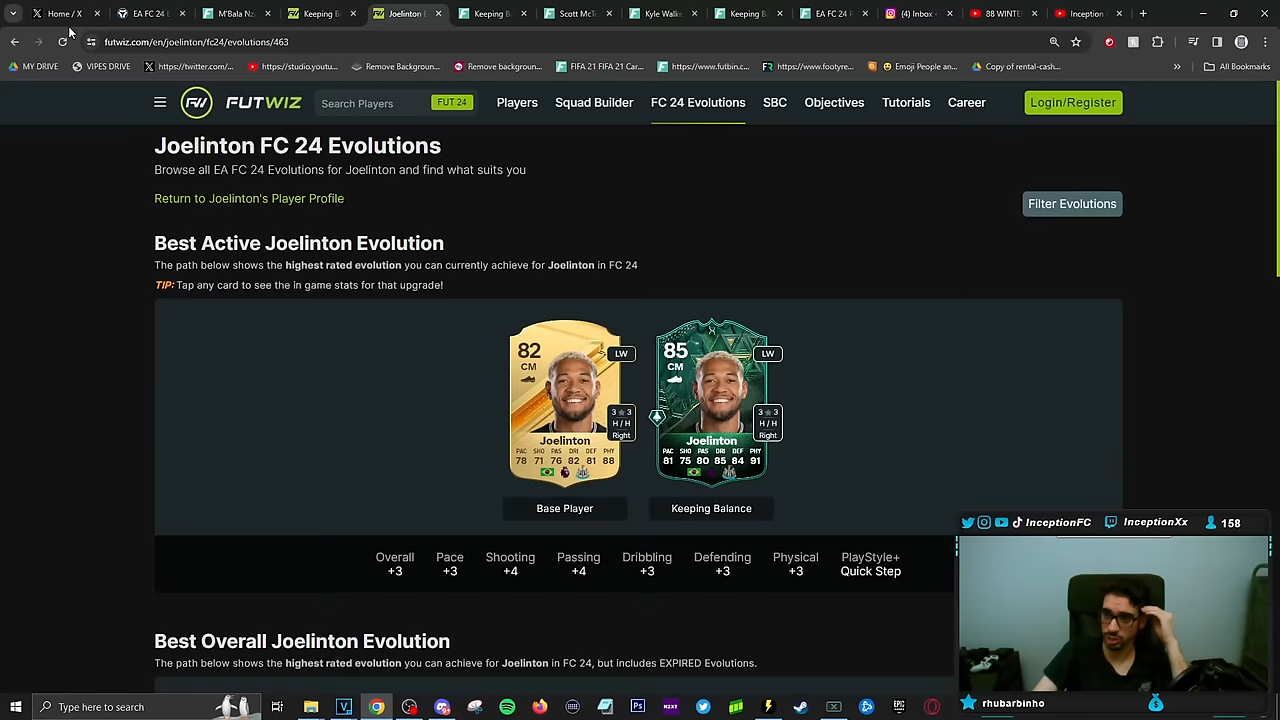 Home / X
EA FC 24
M'Bala Nz
Keeping B
Joelinton
Keeping B
Scott McT
Kyle Walke
Keeping B
EA FC 24 P
(4) Inbox
88 WINTE
Inception
futwiz.com/en/joelinton/fc24/evolutions/463
MY DRIVE
VIPES DRIVE
https://twitter.com/...
https://studio.youtu...
Remove Backgroun...
Remove backgroun...
FIFA 21 FIFA 21 Car...
https://www.futbin.c...
https://www.footyre...
Emoji People an...
Copy of rental-cash...
All Bookmarks
FW FUTWIZ
Search Players FUT 24
Players
Squad Builder
FC 24 Evolutions
SBC
Objectives
Tutorials
Career
Login/Register
Joelinton FC 24 Evolutions
Browse all EA FC 24 Evolutions for Joelinton and find what suits you
Return to Joelinton's Player Profile
Filter Evolutions
Best Active Joelinton Evolution
The path below shows the highest rated evolution you can currently achieve for Joelinton in FC 24
TIP: Tap any card to see the in game stats for that upgrade!
82
CM
LW
3 ★ 3
H / H
Right
Joelinton
PAC SHO PAS DRI DEF PHY
78 71 76 82 81 88
Base Player
85
CM
LW
3 ★ 3
H / H
Right
Joelinton
PAC SHO PAS DRI DEF PHY
81 75 80 85 84 91
Keeping Balance
Overall Pace Shooting Passing Dribbling Defending Physical PlayStyle+
+3 +3 +4 +4 +3 +3 +3 Quick Step
Best Overall Joelinton Evolution
The path below shows the highest rated evolution you can achieve for Joelinton in FC 24, but includes EXPIRED Evolutions.
InceptionFC InceptionXx 158
rhubarbinho
Type here to search